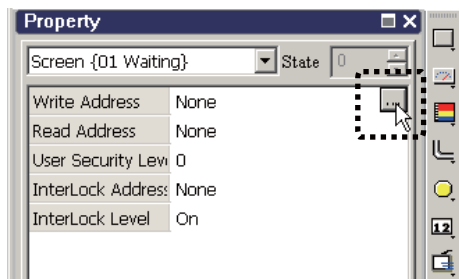 Property
Screen {01 Waiting} State 0
Write Address None
...
Read Address None
User Security Lev 0
InterLock Address None
InterLock Level On
12